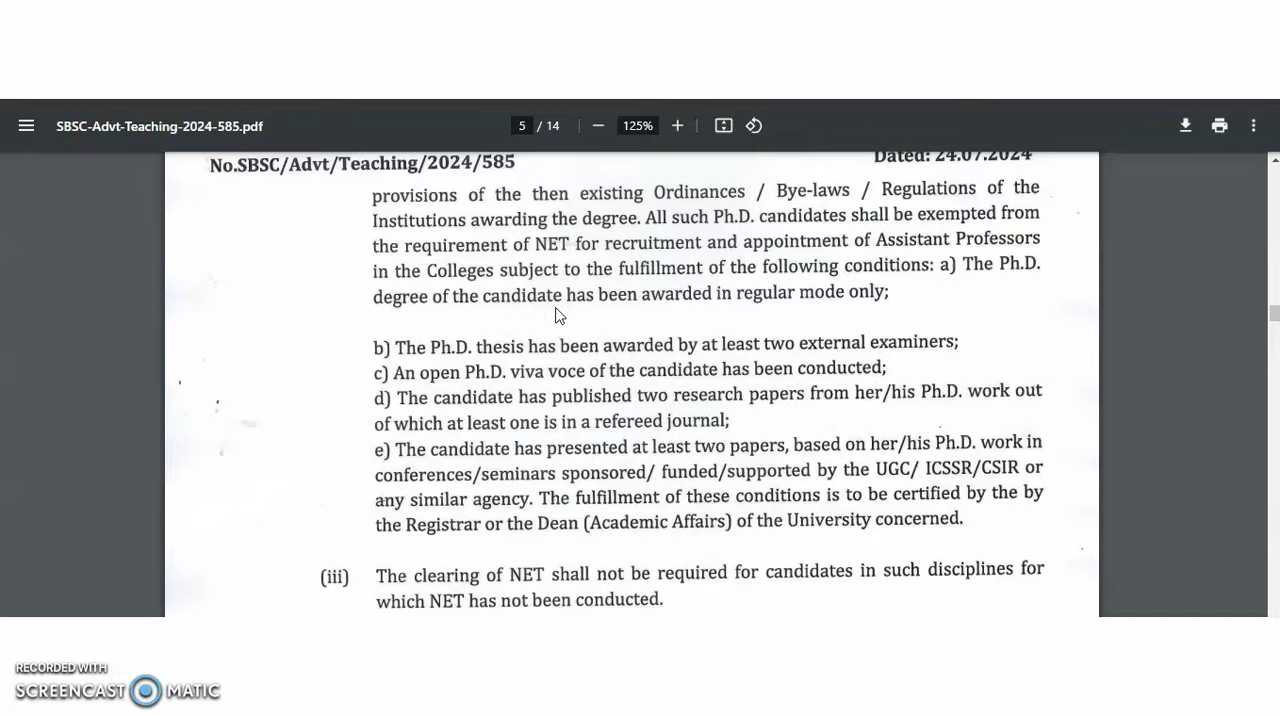 SBSC-Advt-Teaching-2024-585.pdf
5 / 14
125%
No.SBSC/Advt/Teaching/2024/585
Dated: 24.07.2024
provisions of the then existing Ordinances / Bye-laws / Regulations of the
Institutions awarding the degree. All such Ph.D. candidates shall be exempted from
the requirement of NET for recruitment and appointment of Assistant Professors
in the Colleges subject to the fulfillment of the following conditions: a) The Ph.D.
degree of the candidate has been awarded in regular mode only;
b) The Ph.D. thesis has been awarded by at least two external examiners;
c) An open Ph.D. viva voce of the candidate has been conducted;
d) The candidate has published two research papers from her/his Ph.D. work out
of which at least one is in a refereed journal;
e) The candidate has presented at least two papers, based on her/his Ph.D. work in
conferences/seminars sponsored/ funded/supported by the UGC/ ICSSR/CSIR or
any similar agency. The fulfillment of these conditions is to be certified by the by
the Registrar or the Dean (Academic Affairs) of the University concerned.
(iii) The clearing of NET shall not be required for candidates in such disciplines for
which NET has not been conducted.
RECORDED WITH
SCREENCAST MATIC